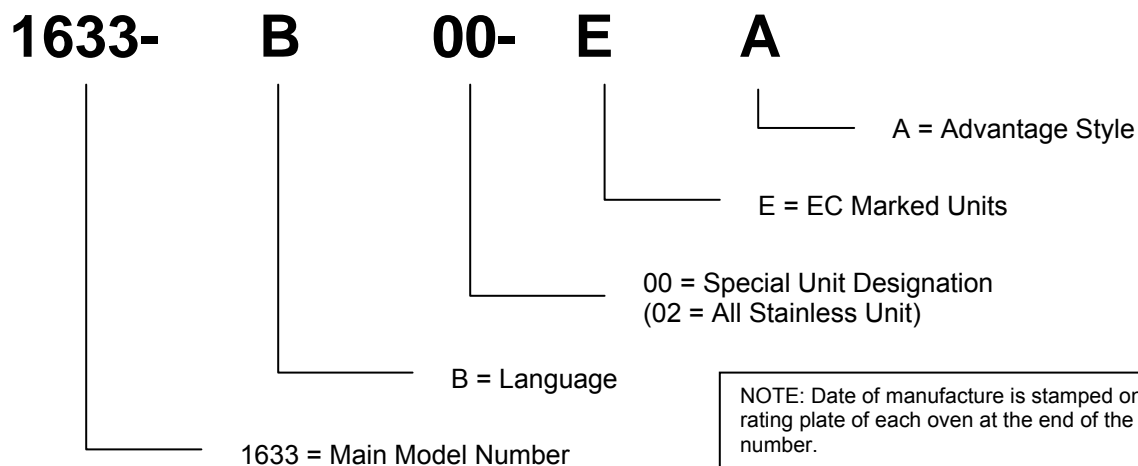 1633- B 00- E A
A = Advantage Style
E = EC Marked Units
00 = Special Unit Designation
(02 = All Stainless Unit)
B = Language
1633 = Main Model Number
NOTE: Date of manufacture is stamped
rating plate of each oven at the end of the
number.